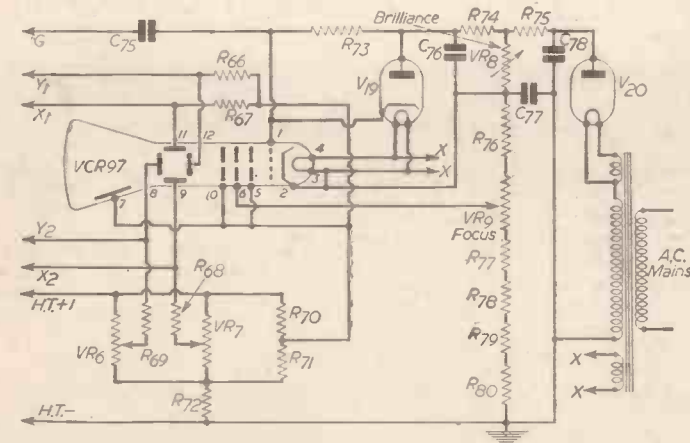 Brilliance
R74
R75
G
C75
R73
C76
VR8
C78
R66
V19
V20
Y1
R67
C77
X1
11
12
1
4
R76
X
VCR97
X
3
7
8
9
10
6
5
2
VR9
Focus
A.C.
Mains
Y2
R77
X2
R68
R78
H.T.+1
R70
R79
VR6
R69
VR7
R71
X
R72
R80
X
H.T.-